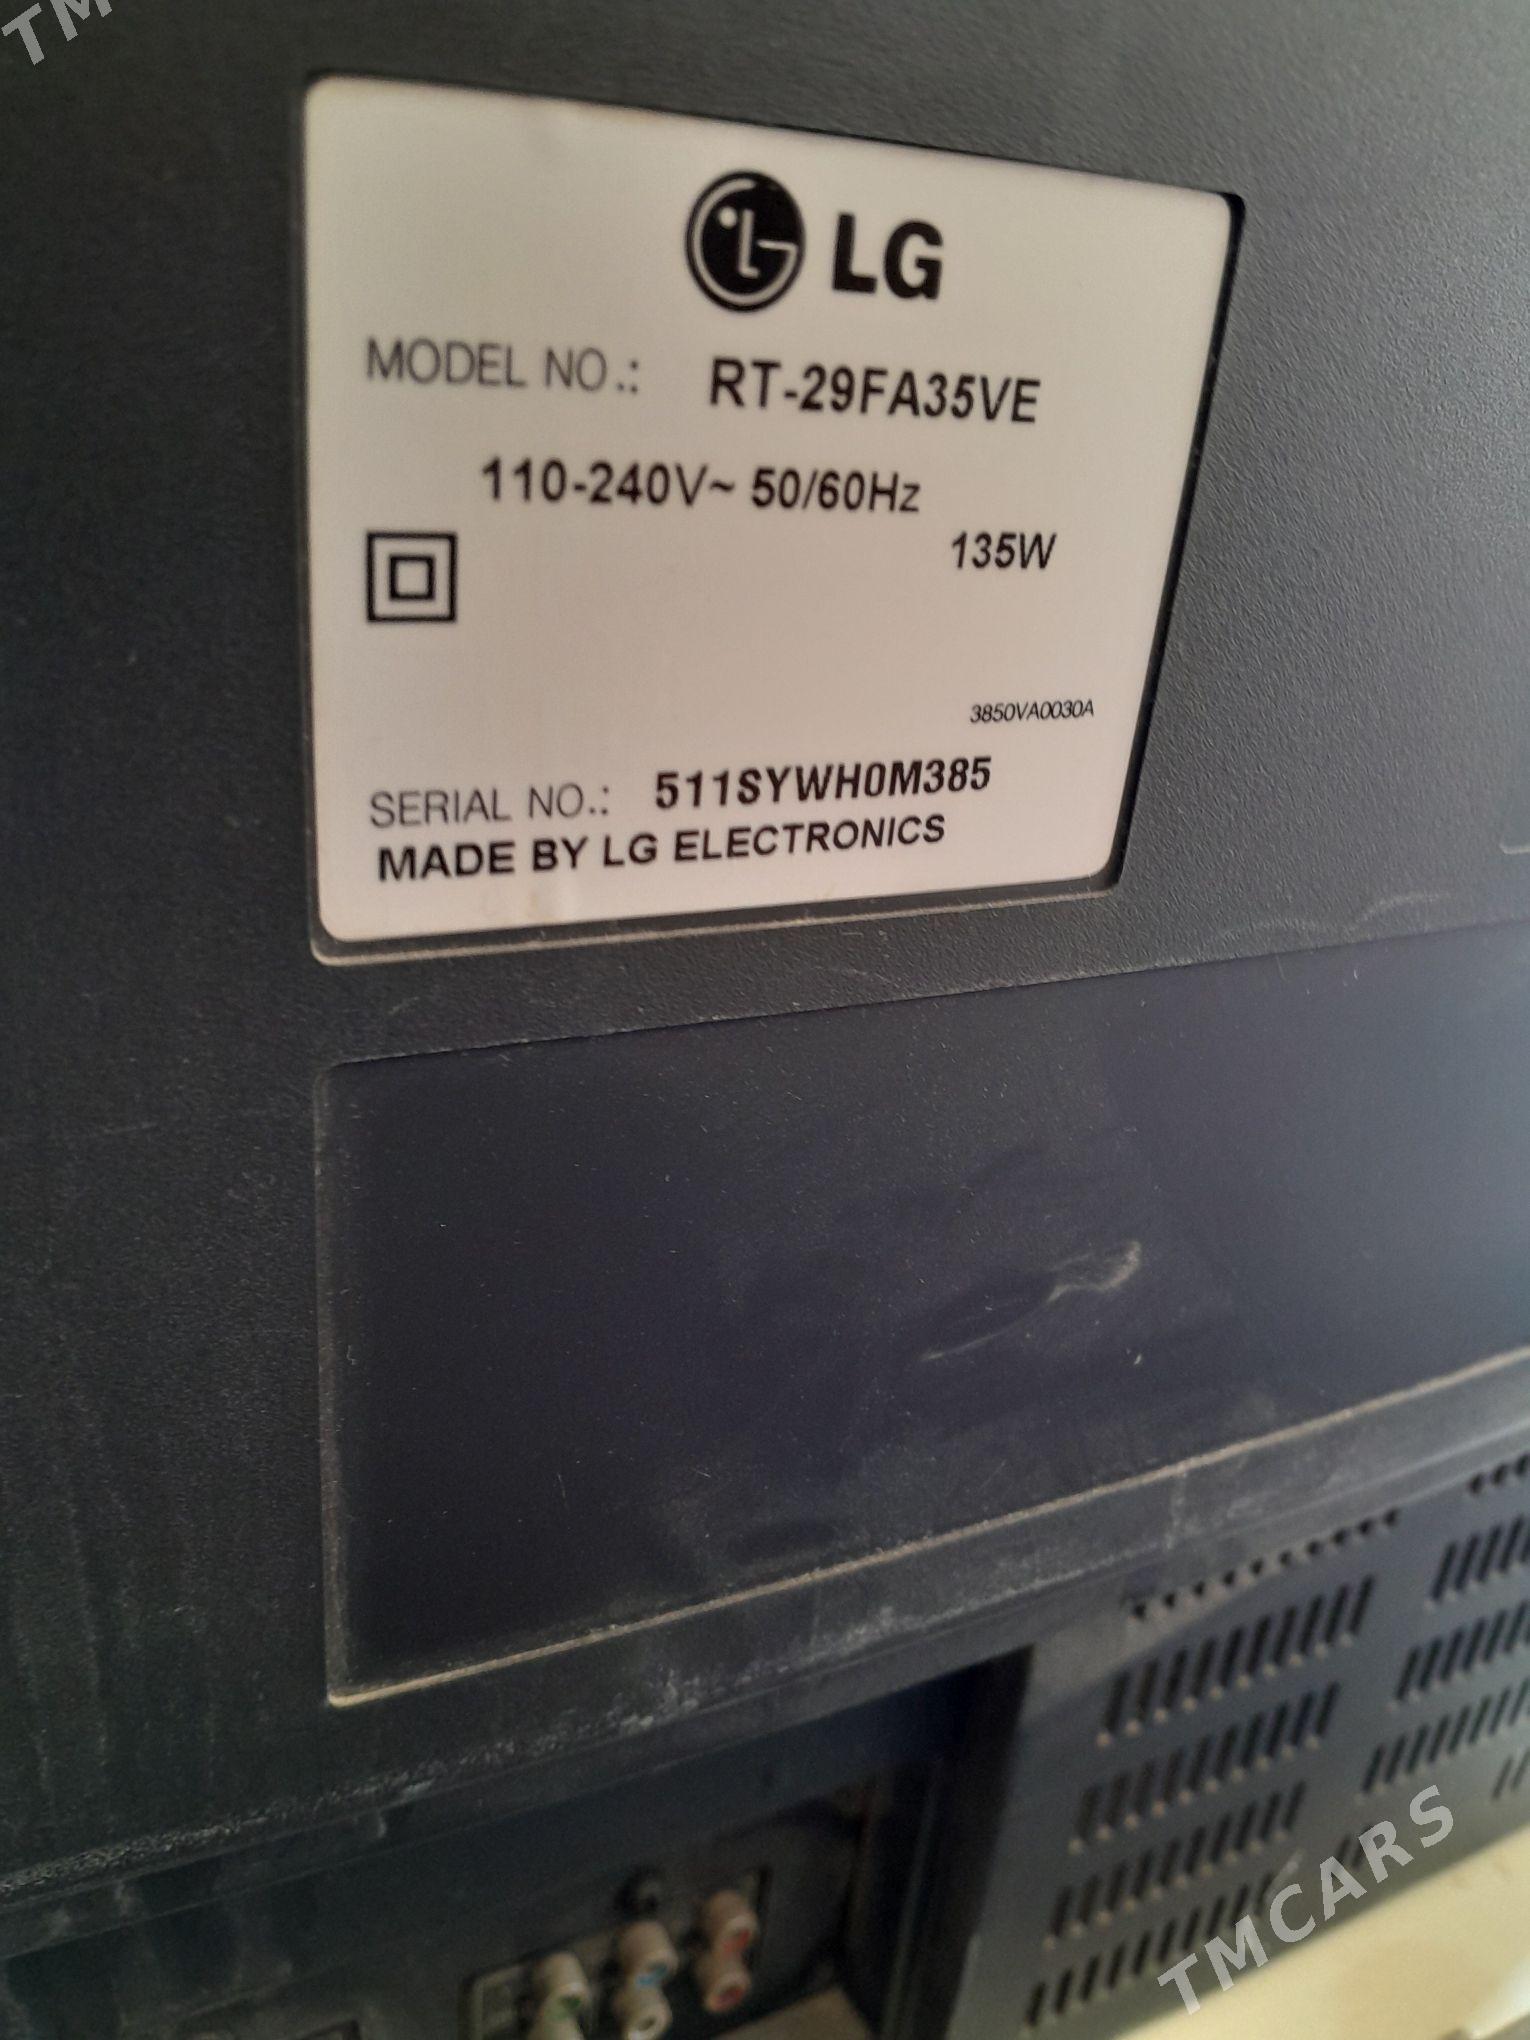 TM
LG
MODEL NO.: RT-29FA35VE
110-240V~ 50/60Hz
135W
3850VA0030A
SERIAL NO.: 511SYWH0M385
MADE BY LG ELECTRONICS
TMCARS